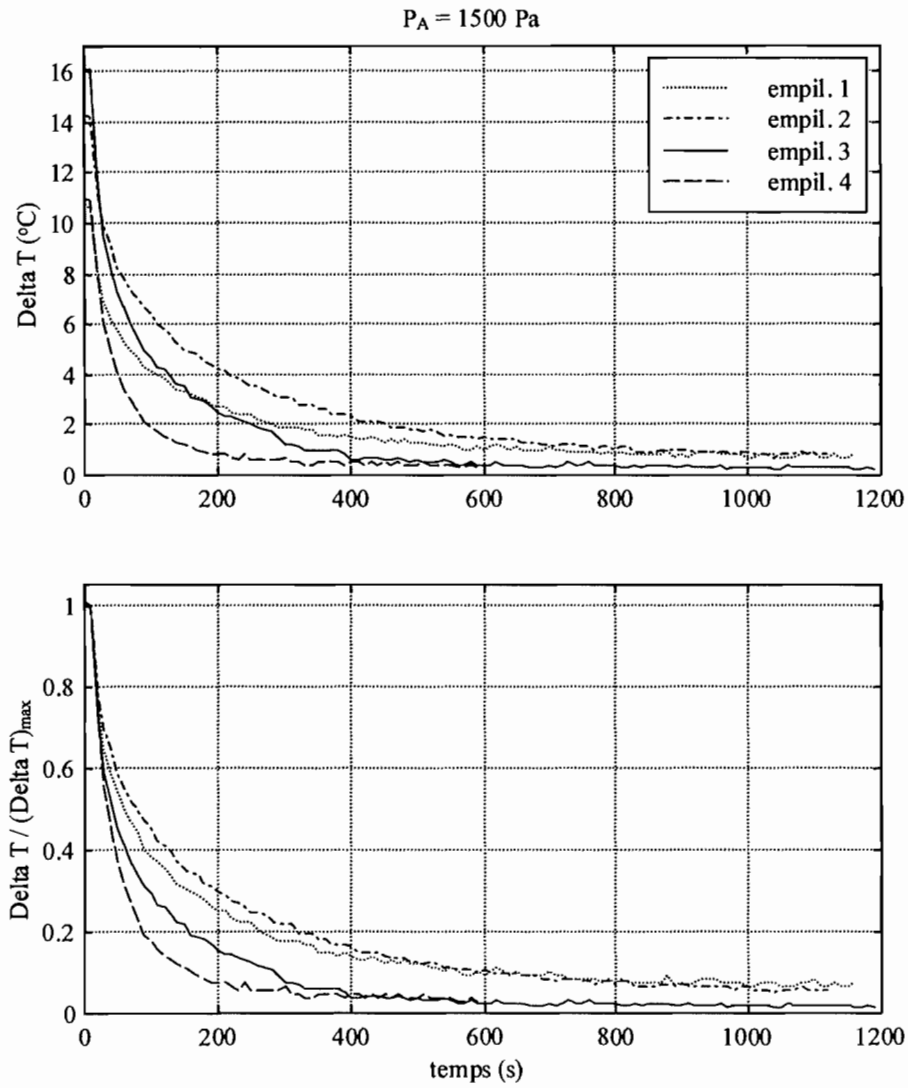 P_A = 1500 Pa
Delta T (°C)
16
14
12
10
8
6
4
2
0
empil. 1
empil. 2
empil. 3
empil. 4
0 200 400 600 800 1000 1200
Delta T / (Delta T)max
1
0.8
0.6
0.4
0.2
0
0 200 400 600 800 1000 1200
temps (s)